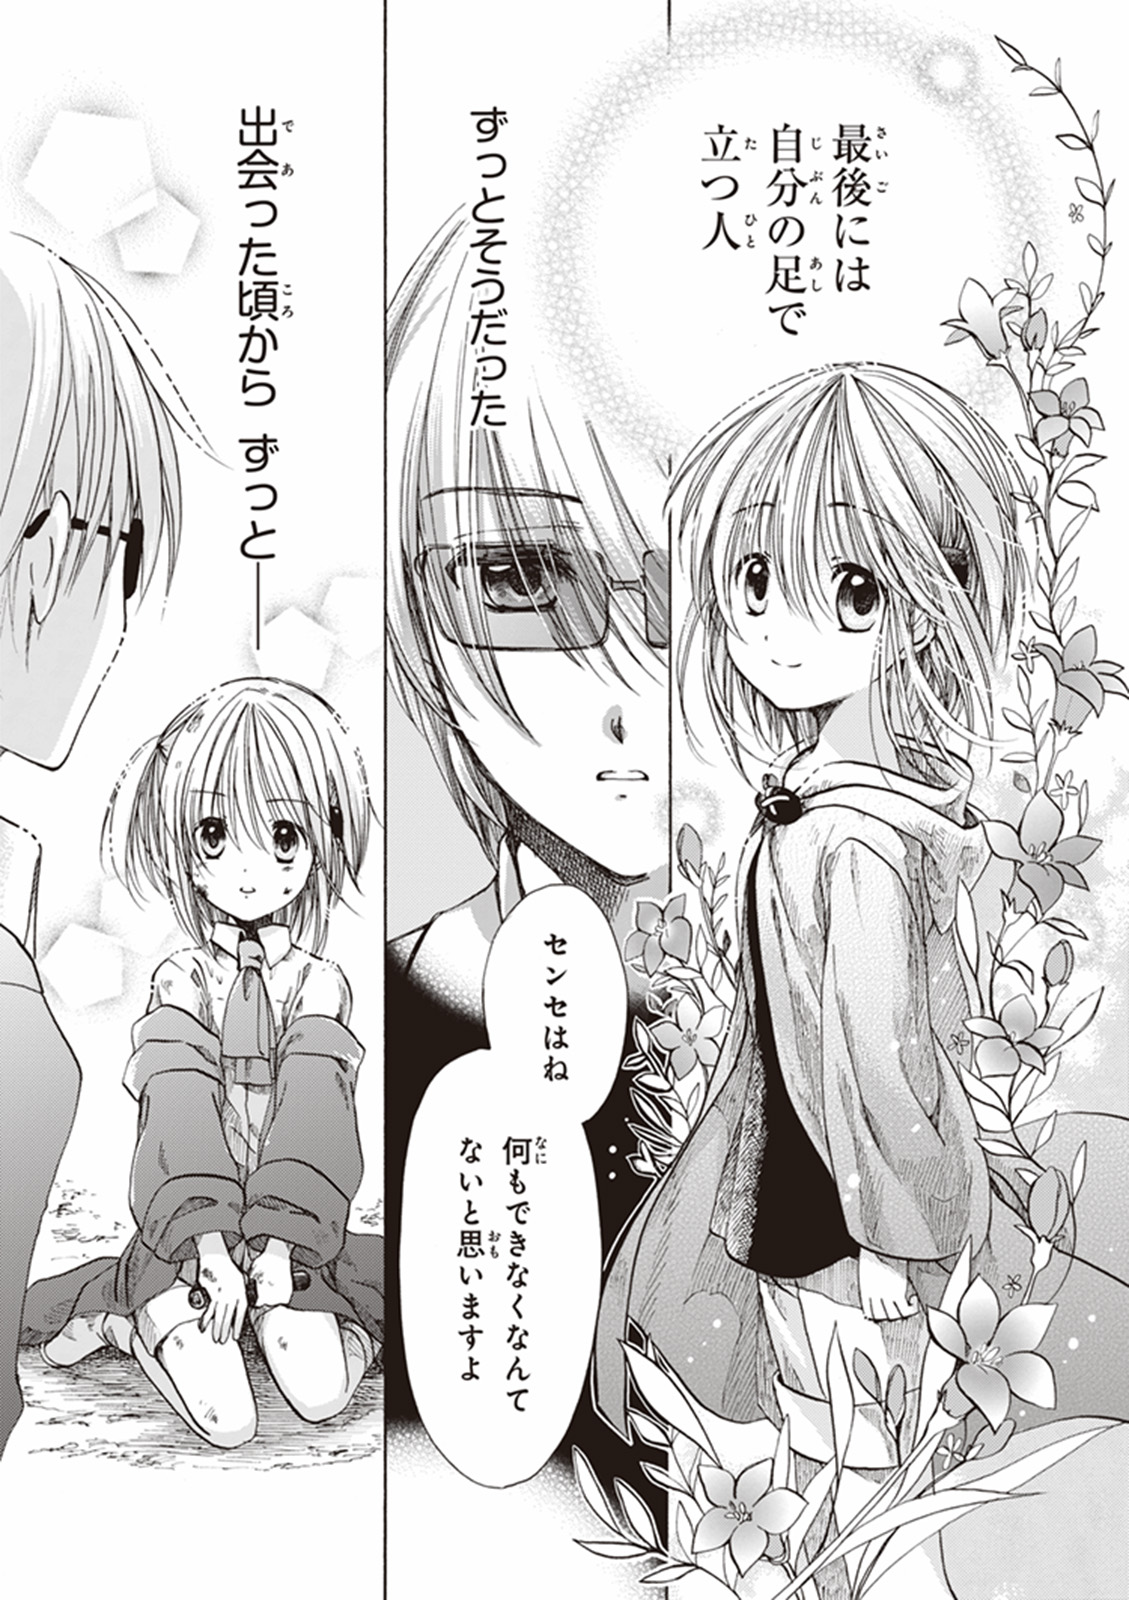 最後には
自分の足で
立つ人
ずっとそうだった
センセはね
何もできなくなんて
ないと思いますよ
出会った頃から ずっと──